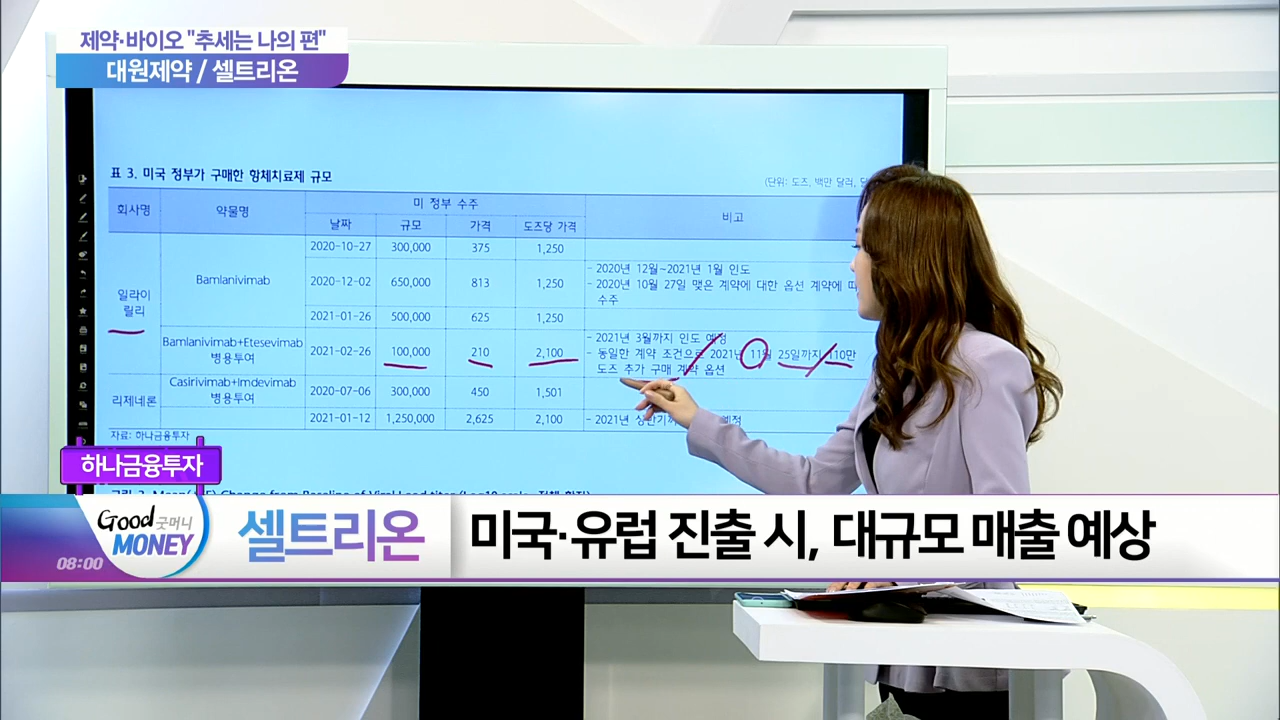 제약·바이오 "추세는 나의 편"
대원제약 / 셀트리온
표 3. 미국 정부가 구매한 항체치료제 규모
(단위: 도즈, 백만 달러,
회사명 약물명 미 정부 수주 비고
날짜 규모 가격 도즈당 가격
일라이 릴리
Bamlanivimab
2020-10-27 300,000 375 1,250
2020-12-02 650,000 813 1,250
- 2020년 12월~2021년 1월 인도
- 2020년 10월 27일 맺은 계약에 대한 옵션 계약에
수주
2021-01-26 500,000 625 1,250
Bamlanivimab+Etesevimab
병용투여
2021-02-26 100,000 210 2,100
- 2021년 3월까지 인도 예정
- 동일한 계약 조건으로 2021년 11월 25일까지 110만
도즈 추가 구매 계약 옵션
리제네론
Casirivimab+Imdevimab
병용투여
2020-07-06 300,000 450 1,501
2021-01-12 1,250,000 2,625 2,100 - 2021년 예정
자료: 하나금융투자
하나금융투자
Good 굿머니
MONEY
08:00
셀트리온
미국·유럽 진출 시, 대규모 매출 예상